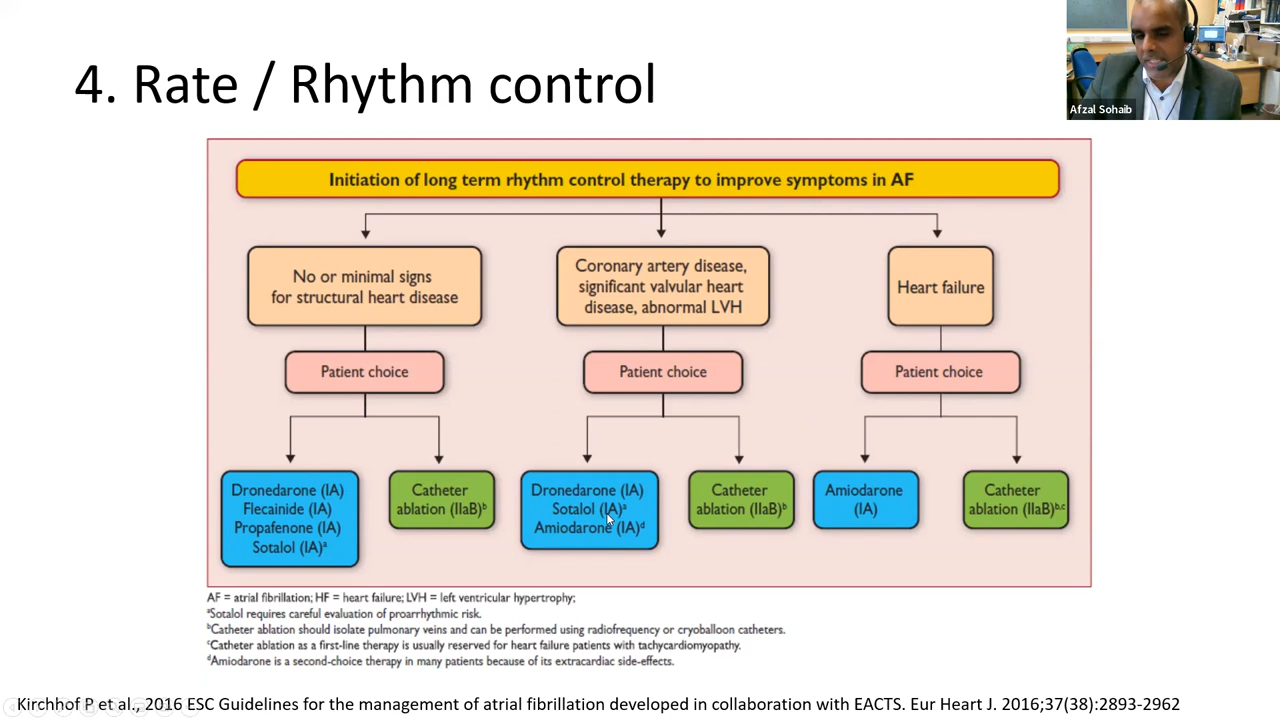 4. Rate / Rhythm control
Afzal Sohaib
Initiation of long term rhythm control therapy to improve symptoms in AF
No or minimal signs
for structural heart disease
Coronary artery disease,
significant valvular heart
disease, abnormal LVH
Heart failure
Patient choice
Patient choice
Patient choice
Dronedarone (IA)
Flecainide (IA)
Propafenone (IA)
Sotalol (IA)ᵃ
Catheter
ablation (IIaB)ᵇ
Dronedarone (IA)
Sotalol (IA)ᵃ
Amiodarone (IA)ᵈ
Catheter
ablation (IIaB)ᵇ
Amiodarone
(IA)
Catheter
ablation (IIaB)ᵇ,ᶜ
AF = atrial fibrillation; HF = heart failure; LVH = left ventricular hypertrophy;
ᵃSotalol requires careful evaluation of proarrhythmic risk.
ᵇCatheter ablation should isolate pulmonary veins and can be performed using radiofrequency or cryoballoon catheters.
ᶜCatheter ablation as a first-line therapy is usually reserved for heart failure patients with tachycardiomyopathy.
ᵈAmiodarone is a second-choice therapy in many patients because of its extracardiac side-effects.
Kirchhof P et al., 2016 ESC Guidelines for the management of atrial fibrillation developed in collaboration with EACTS. Eur Heart J. 2016;37(38):2893-2962